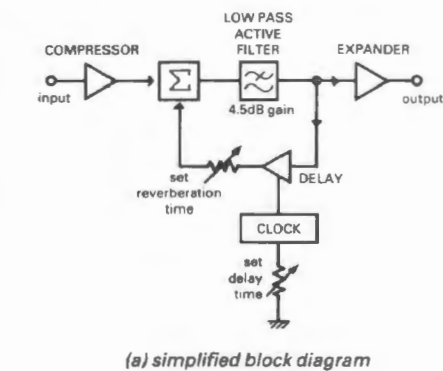 LOW PASS
ACTIVE
FILTER
COMPRESSOR
EXPANDER
Σ
input
output
4.5dB gain
DELAY
set
reverberation
time
CLOCK
set
delay
time
(a) simplified block diagram